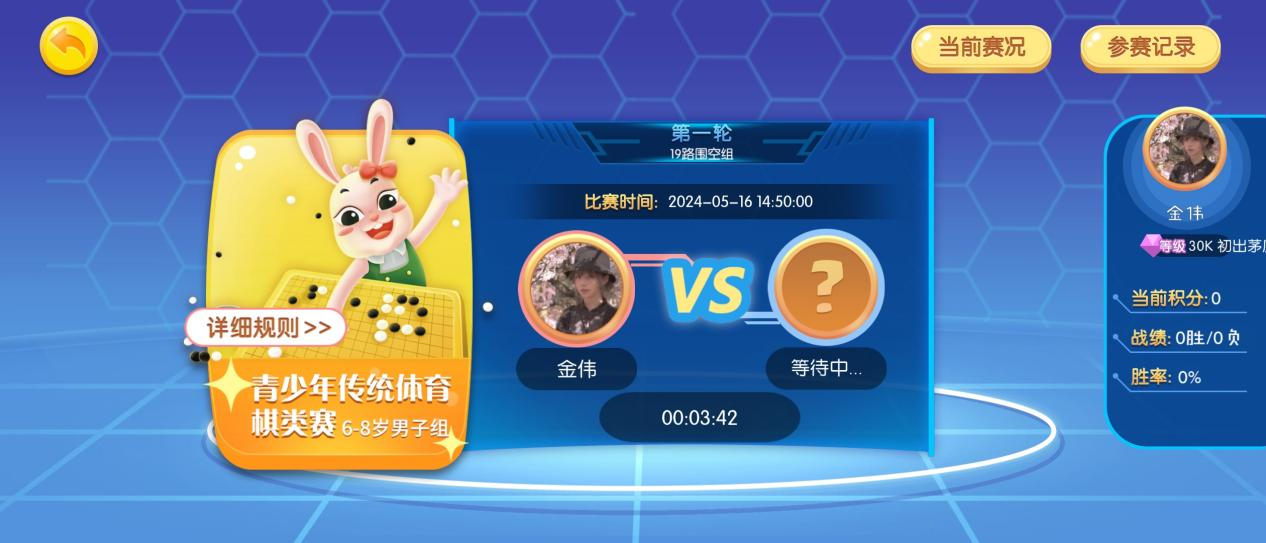 当前赛况
参赛记录
第一轮
19路围空组
比赛时间: 2024-05-16 14:50:00
VS
?
金伟
等待中...
00:03:42
详细规则>>
青少年传统体育
棋类赛 6-8岁男子组
金伟
等级 30K 初出茅
当前积分: 0
战绩: 0胜/0负
胜率: 0%